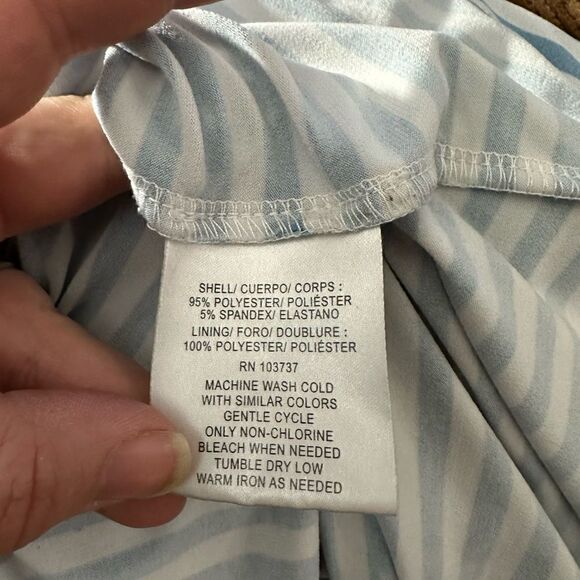 SHELL/ CUERPO/ CORPS :
95% POLYESTER/ POLIÉSTER
5% SPANDEX/ ELASTANO
LINING/ FORO/ DOUBLURE :
100% POLYESTER/ POLIÉSTER
RN 103737
MACHINE WASH COLD
WITH SIMILAR COLORS
GENTLE CYCLE
ONLY NON-CHLORINE
BLEACH WHEN NEEDED
TUMBLE DRY LOW
WARM IRON AS NEEDED